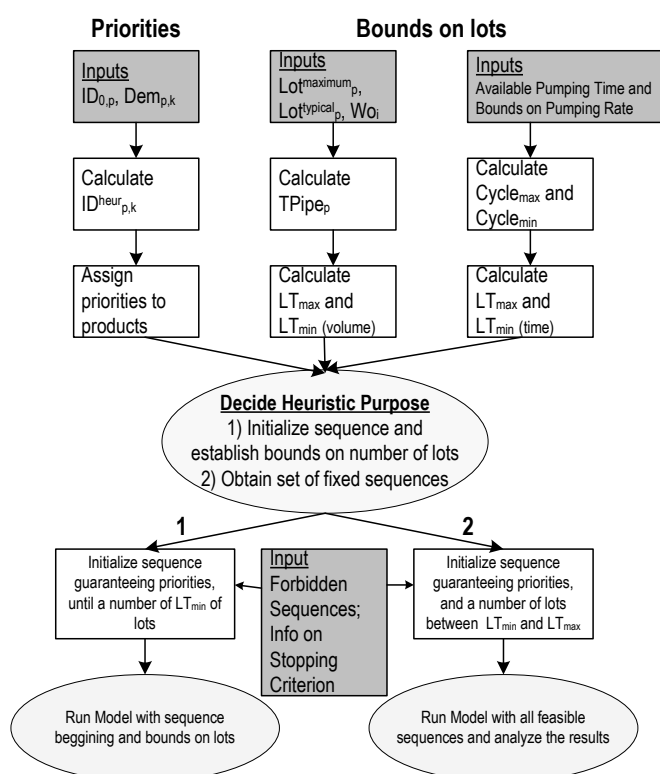 Priorities
Bounds on lots
Inputs
ID0,p, Demp,k
Inputs
Lotmaximump,
Lottypicalp, Woi
Inputs
Available Pumping Time and
Bounds on Pumping Rate
Calculate
IDheurp,k
Calculate
TPipep
Calculate
Cyclemax and
Cyclemin
Assign
priorities to
products
Calculate
LTmax and
LTmin (volume)
Calculate
LTmax and
LTmin (time)
Decide Heuristic Purpose
1) Initialize sequence and
establish bounds on number of lots
2) Obtain set of fixed sequences
1
2
Initialize sequence
guaranteeing priorities,
until a number of LTmin of
lots
Input
Forbidden
Sequences;
Info on
Stopping
Criterion
Initialize sequence
guaranteeing priorities,
and a number of lots
between LTmin and LTmax
Run Model with sequence
beggining and bounds on lots
Run Model with all feasible
sequences and analyze the results